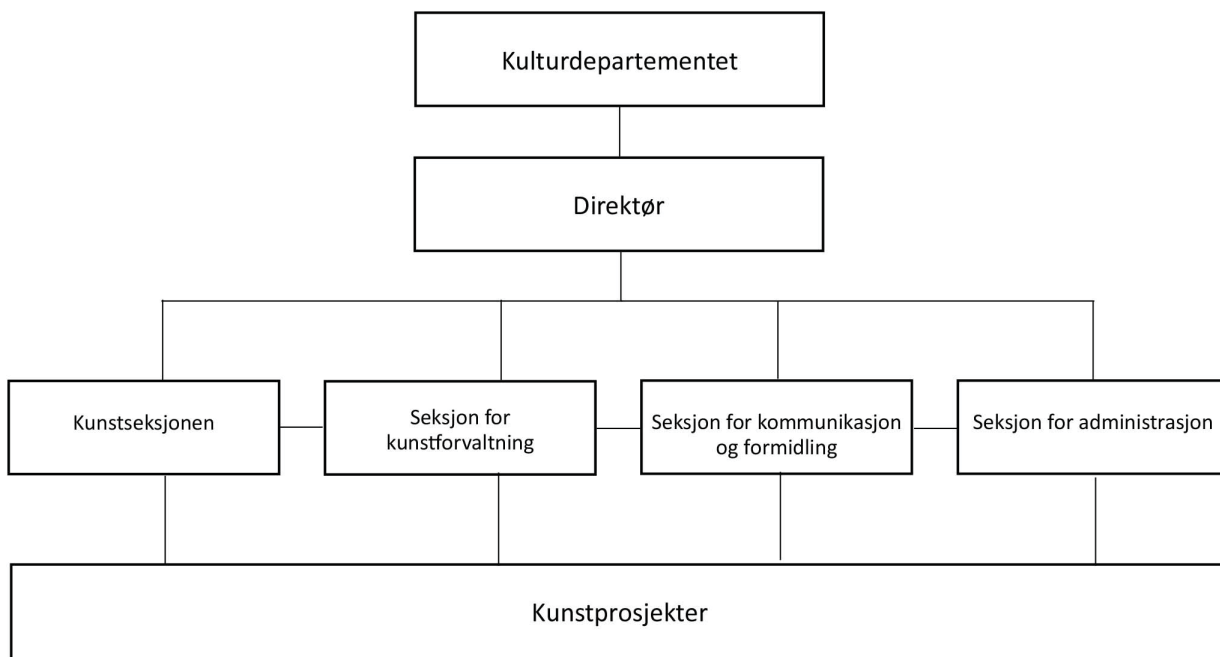 Kulturdepartementet
Direktør
Kunstseksjonen
Seksjon for
kunstforvaltning
Seksjon for kommunikasjon
og formidling
Seksjon for administrasjon
Kunstprosjekter